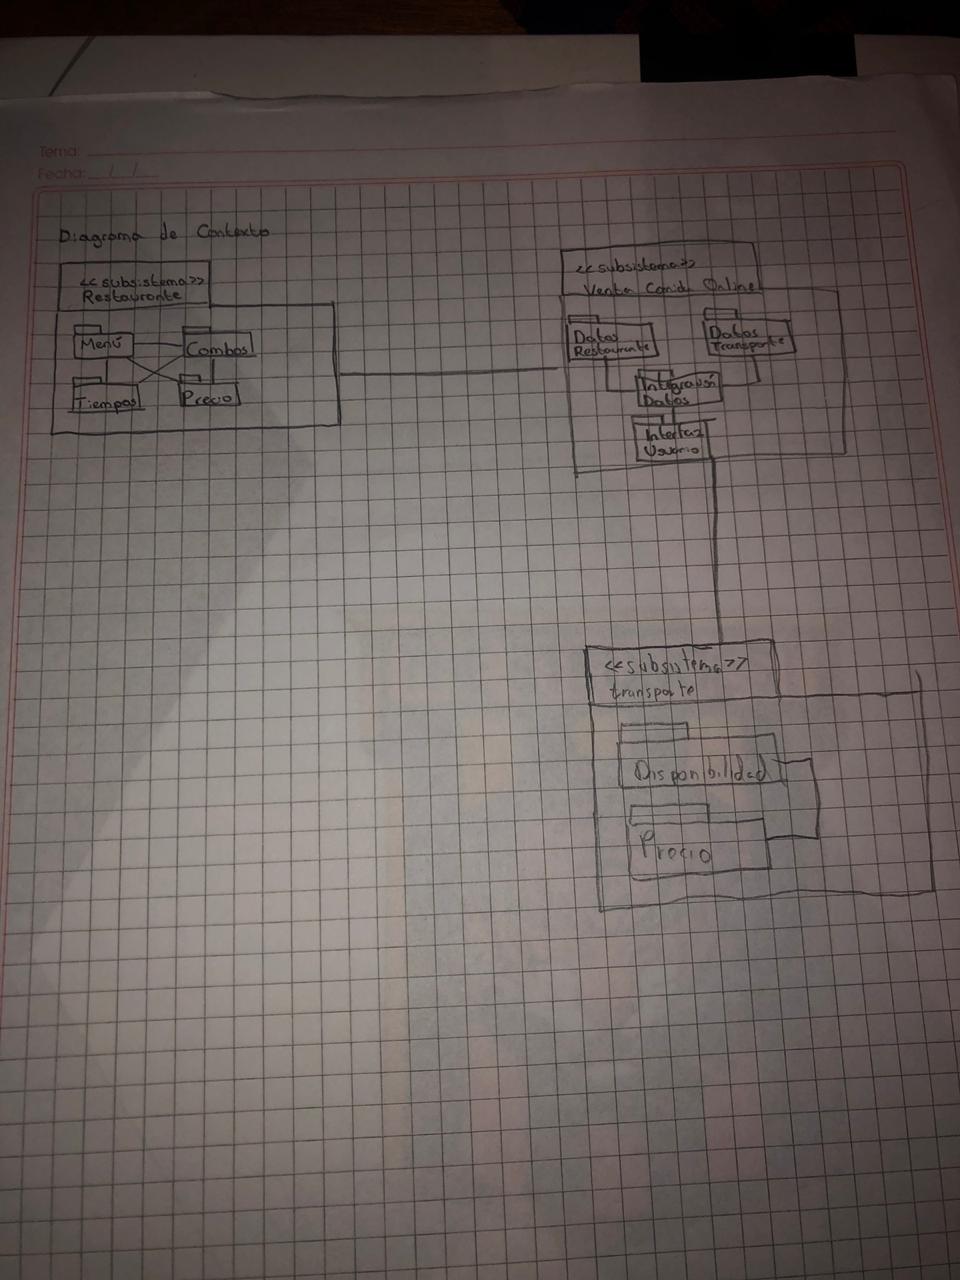 Tema:
Fecha: / /
Diagrama de Contexto
<<subsistema>>
Restaurante
Menú
Combos
Tiempos
Precio
<<subsistema>>
Venta Comida Online
Datos
Restaurante
Datos
Transporte
Integración
Datos
Interfaz
Usuario
<<subsistema>>
transporte
Disponibilidad
Precio